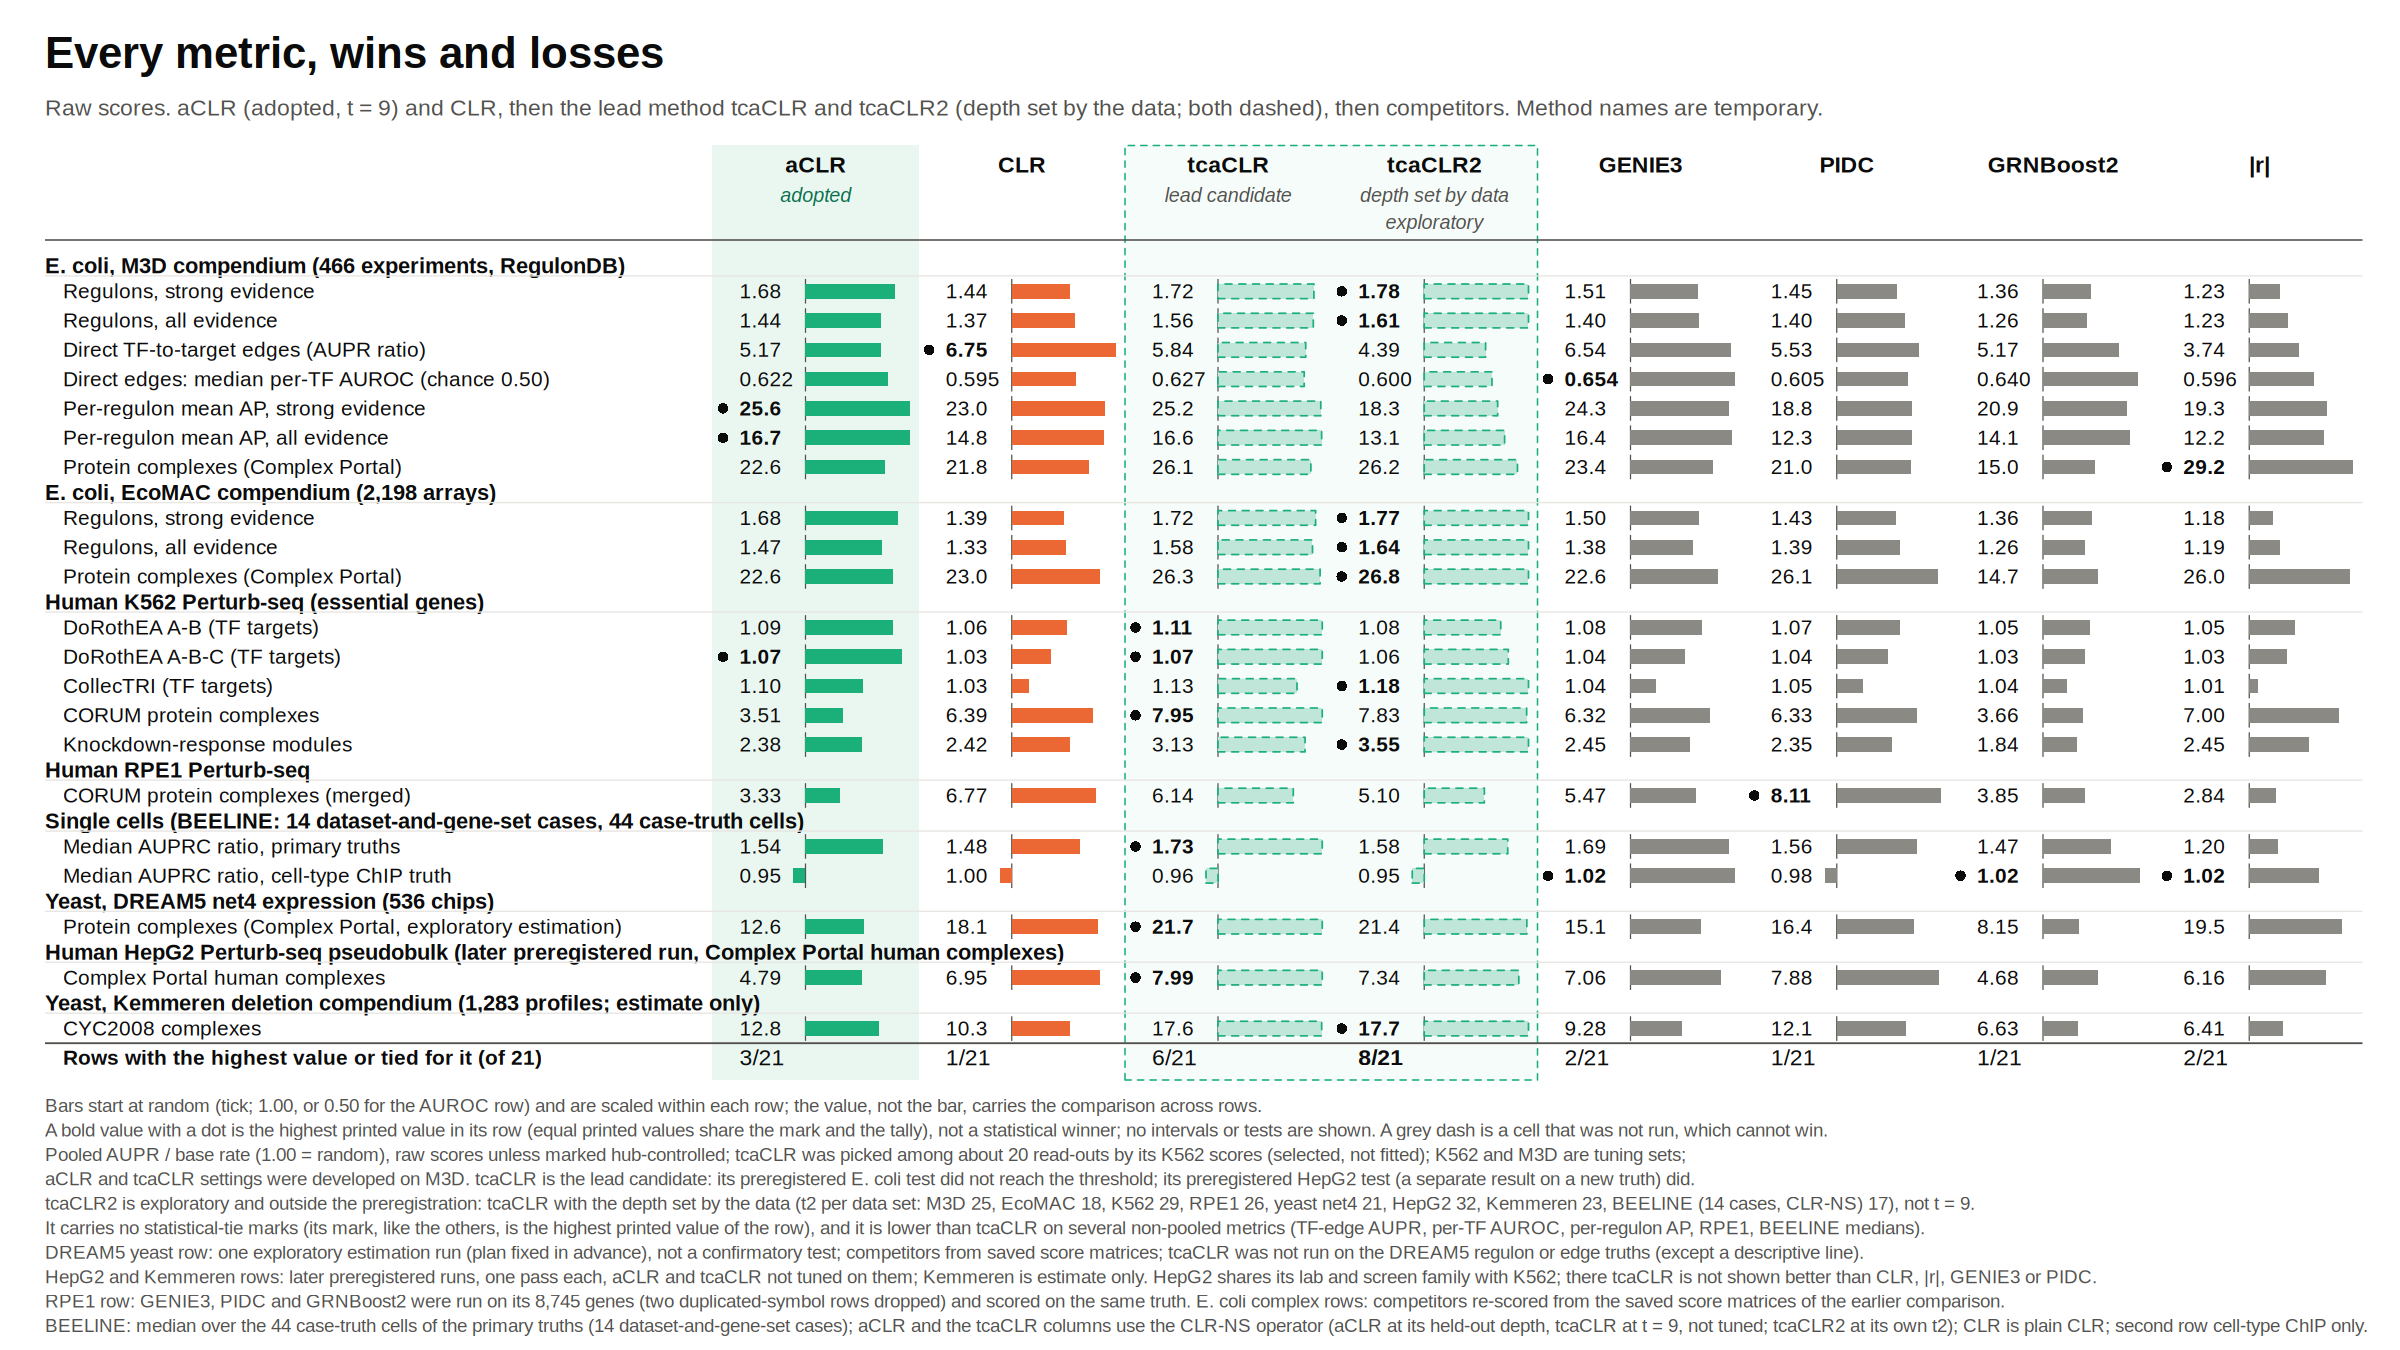 Every metric, wins and losses
Raw scores. aCLR (adopted, t = 9) and CLR, then the lead method tcaCLR and tcaCLR2 (depth set by the data; both dashed), then competitors. Method names are temporary.
aCLR CLR tcaCLR tcaCLR2 GENIE3 PIDC GRNBoost2 |r|
adopted lead candidate depth set by data
exploratory
E. coli, M3D compendium (466 experiments, RegulonDB)
Regulons, strong evidence 1.68 1.44 1.72 • 1.78 1.51 1.45 1.36 1.23
Regulons, all evidence 1.44 1.37 1.56 • 1.61 1.40 1.40 1.26 1.23
Direct TF-to-target edges (AUPR ratio) 5.17 • 6.75 5.84 4.39 6.54 5.53 5.17 3.74
Direct edges: median per-TF AUROC (chance 0.50) 0.622 0.595 0.627 0.600 • 0.654 0.605 0.640 0.596
Per-regulon mean AP, strong evidence • 25.6 23.0 25.2 18.3 24.3 18.8 20.9 19.3
Per-regulon mean AP, all evidence • 16.7 14.8 16.6 13.1 16.4 12.3 14.1 12.2
Protein complexes (Complex Portal) 22.6 21.8 26.1 26.2 23.4 21.0 15.0 • 29.2
E. coli, EcoMAC compendium (2,198 arrays)
Regulons, strong evidence 1.68 1.39 1.72 • 1.77 1.50 1.43 1.36 1.18
Regulons, all evidence 1.47 1.33 1.58 • 1.64 1.38 1.39 1.26 1.19
Protein complexes (Complex Portal) 22.6 23.0 26.3 • 26.8 22.6 26.1 14.7 26.0
Human K562 Perturb-seq (essential genes)
DoRothEA A-B (TF targets) 1.09 1.06 • 1.11 1.08 1.08 1.07 1.05 1.05
DoRothEA A-B-C (TF targets) • 1.07 1.03 • 1.07 1.06 1.04 1.04 1.03 1.03
CollecTRI (TF targets) 1.10 1.03 1.13 • 1.18 1.04 1.05 1.04 1.01
CORUM protein complexes 3.51 6.39 • 7.95 7.83 6.32 6.33 3.66 7.00
Knockdown-response modules 2.38 2.42 3.13 • 3.55 2.45 2.35 1.84 2.45
Human RPE1 Perturb-seq
CORUM protein complexes (merged) 3.33 6.77 6.14 5.10 5.47 • 8.11 3.85 2.84
Single cells (BEELINE: 14 dataset-and-gene-set cases, 44 case-truth cells)
Median AUPRC ratio, primary truths 1.54 1.48 • 1.73 1.58 1.69 1.56 1.47 1.20
Median AUPRC ratio, cell-type ChIP truth 0.95 1.00 0.96 0.95 • 1.02 0.98 • 1.02 • 1.02
Yeast, DREAM5 net4 expression (536 chips)
Protein complexes (Complex Portal, exploratory estimation) 12.6 18.1 • 21.7 21.4 15.1 16.4 8.15 19.5
Human HepG2 Perturb-seq pseudobulk (later preregistered run, Complex Portal human complexes)
Complex Portal human complexes 4.79 6.95 • 7.99 7.34 7.06 7.88 4.68 6.16
Yeast, Kemmeren deletion compendium (1,283 profiles; estimate only)
CYC2008 complexes 12.8 10.3 17.6 • 17.7 9.28 12.1 6.63 6.41
Rows with the highest value or tied for it (of 21) 3/21 1/21 6/21 8/21 2/21 1/21 1/21 2/21
Bars start at random (tick; 1.00, or 0.50 for the AUROC row) and are scaled within each row; the value, not the bar, carries the comparison across rows.
A bold value with a dot is the highest printed value in its row (equal printed values share the mark and the tally), not a statistical winner; no intervals or tests are shown. A grey dash is a cell that was not run, which cannot win.
Pooled AUPR / base rate (1.00 = random), raw scores unless marked hub-controlled; tcaCLR was picked among about 20 read-outs by its K562 scores (selected, not fitted); K562 and M3D are tuning sets;
aCLR and tcaCLR settings were developed on M3D. tcaCLR is the lead candidate: its preregistered E. coli test did not reach the threshold; its preregistered HepG2 test (a separate result on a new truth) did.
tcaCLR2 is exploratory and outside the preregistration: tcaCLR with the depth set by the data (t2 per data set: M3D 25, EcoMAC 18, K562 29, RPE1 26, yeast net4 21, HepG2 32, Kemmeren 23, BEELINE (14 cases, CLR-NS) 17), not t = 9.
It carries no statistical-tie marks (its mark, like the others, is the highest printed value of the row), and it is lower than tcaCLR on several non-pooled metrics (TF-edge AUPR, per-TF AUROC, per-regulon AP, RPE1, BEELINE medians).
DREAM5 yeast row: one exploratory estimation run (plan fixed in advance), not a confirmatory test; competitors from saved score matrices; tcaCLR was not run on the DREAM5 regulon or edge truths (except a descriptive line).
HepG2 and Kemmeren rows: later preregistered runs, one pass each, aCLR and tcaCLR not tuned on them; Kemmeren is estimate only. HepG2 shares its lab and screen family with K562; there tcaCLR is not shown better than CLR, |r|, GENIE3 or PIDC.
RPE1 row: GENIE3, PIDC and GRNBoost2 were run on its 8,745 genes (two duplicated-symbol rows dropped) and scored on the same truth. E. coli complex rows: competitors re-scored from the saved score matrices of the earlier comparison.
BEELINE: median over the 44 case-truth cells of the primary truths (14 dataset-and-gene-set cases); aCLR and the tcaCLR columns use the CLR-NS operator (aCLR at its held-out depth, tcaCLR at t = 9, not tuned; tcaCLR2 at its own t2); CLR is plain CLR; second row cell-type ChIP only.